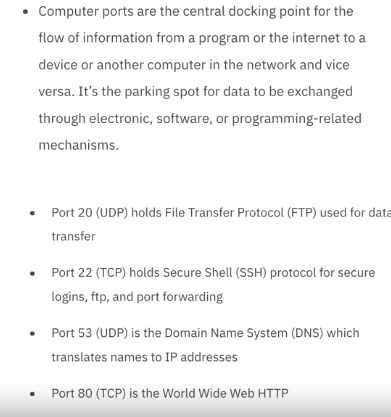 • Computer ports are the central docking point for the
flow of information from a program or the internet to a
device or another computer in the network and vice
versa. It's the parking spot for data to be exchanged
through electronic, software, or programming-related
mechanisms.
• Port 20 (UDP) holds File Transfer Protocol (FTP) used for data
transfer
• Port 22 (TCP) holds Secure Shell (SSH) protocol for secure
logins, ftp, and port forwarding
• Port 53 (UDP) is the Domain Name System (DNS) which
translates names to IP addresses
• Port 80 (TCP) is the World Wide Web HTTP